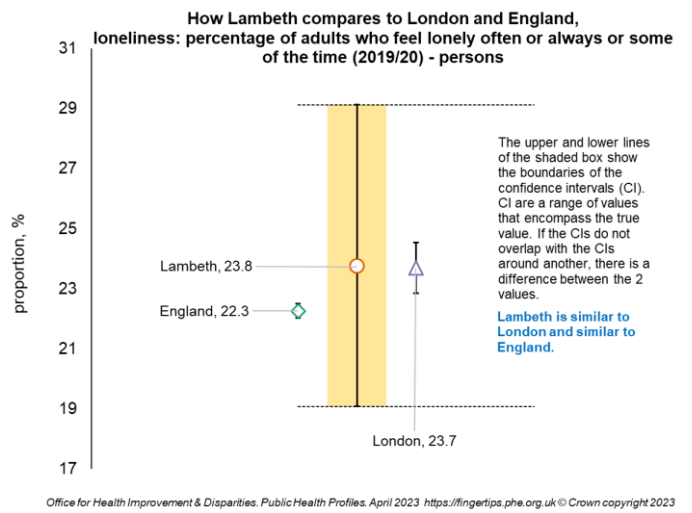 How Lambeth compares to London and England,
loneliness: percentage of adults who feel lonely often or always or some
of the time (2019/20) - persons
31
29
27
25
23
21
19
17
proportion, %
Lambeth, 23.8
England, 22.3
London, 23.7
The upper and lower lines
of the shaded box show
the boundaries of the
confidence intervals (CI).
CI are a range of values
that encompass the true
value. If the CIs do not
overlap with the CIs
around another, there is a
difference between the 2
values.
Lambeth is similar to
London and similar to
England.
Office for Health Improvement & Disparities. Public Health Profiles. April 2023 https://fingertips.phe.org.uk © Crown copyright 2023